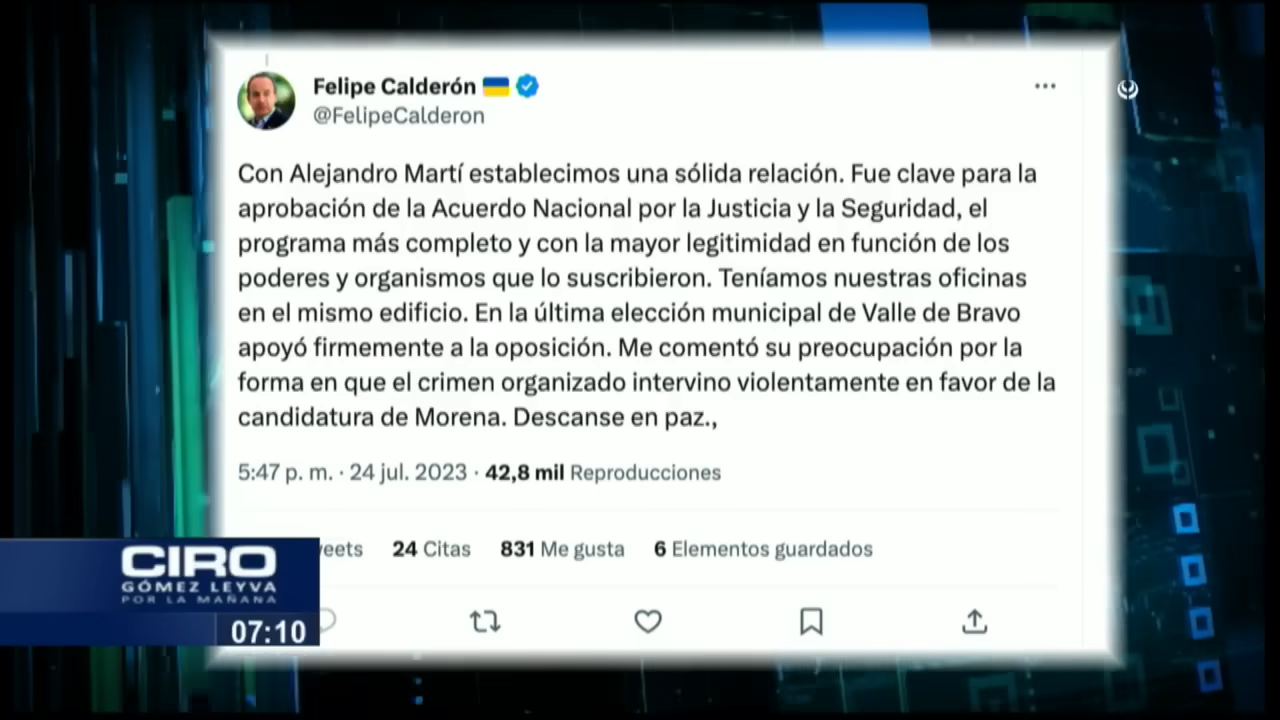 Felipe Calderón
@FelipeCalderon
Con Alejandro Martí establecimos una sólida relación. Fue clave para la
aprobación de la Acuerdo Nacional por la Justicia y la Seguridad, el
programa más completo y con la mayor legitimidad en función de los
poderes y organismos que lo suscribieron. Teníamos nuestras oficinas
en el mismo edificio. En la última elección municipal de Valle de Bravo
apoyó firmemente a la oposición. Me comentó su preocupación por la
forma en que el crimen organizado intervino violentamente en favor de la
candidatura de Morena. Descanse en paz.,
5:47 p. m. · 24 jul. 2023 · 42,8 mil Reproducciones
eets 24 Citas 831 Me gusta 6 Elementos guardados
CIRO
GÓMEZ LEYVA
POR LA MAÑANA
07:10